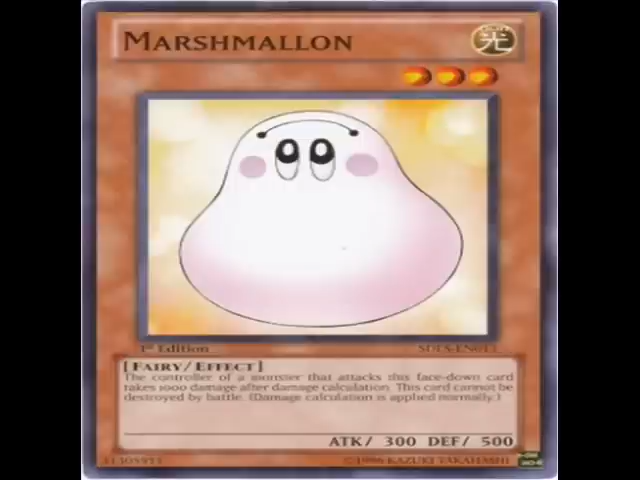 MARSHMALLON
光
1st Edition
[FAIRY/EFFECT]
The controller of a monster that attacks this face-down card
takes 1000 damage after damage calculation. This card cannot be
destroyed by battle. (Damage calculation is applied normally.)
ATK/ 300 DEF/ 500
©1996 KAZUKI TAKAHASHI